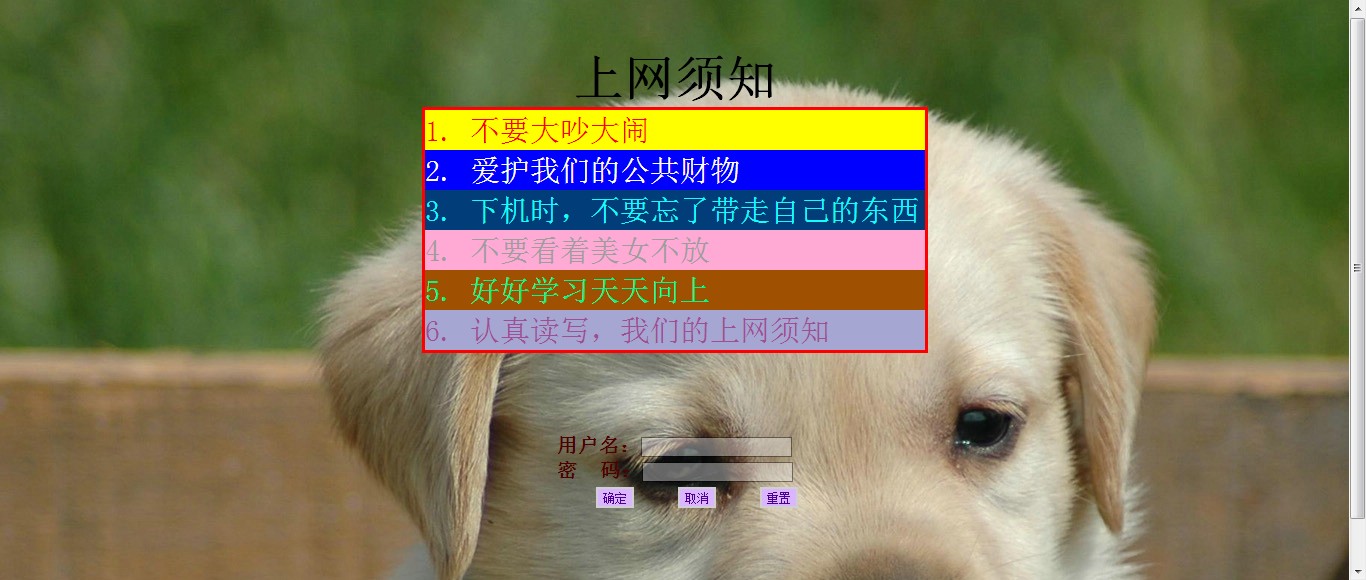 上网须知
1. 不要大吵大闹
2. 爱护我们的公共财物
3. 下机时，不要忘了带走自己的东西
4. 不要看着美女不放
5. 好好学习天天向上
6. 认真读写，我们的上网须知
用户名：
密 码：
确定 取消 重置